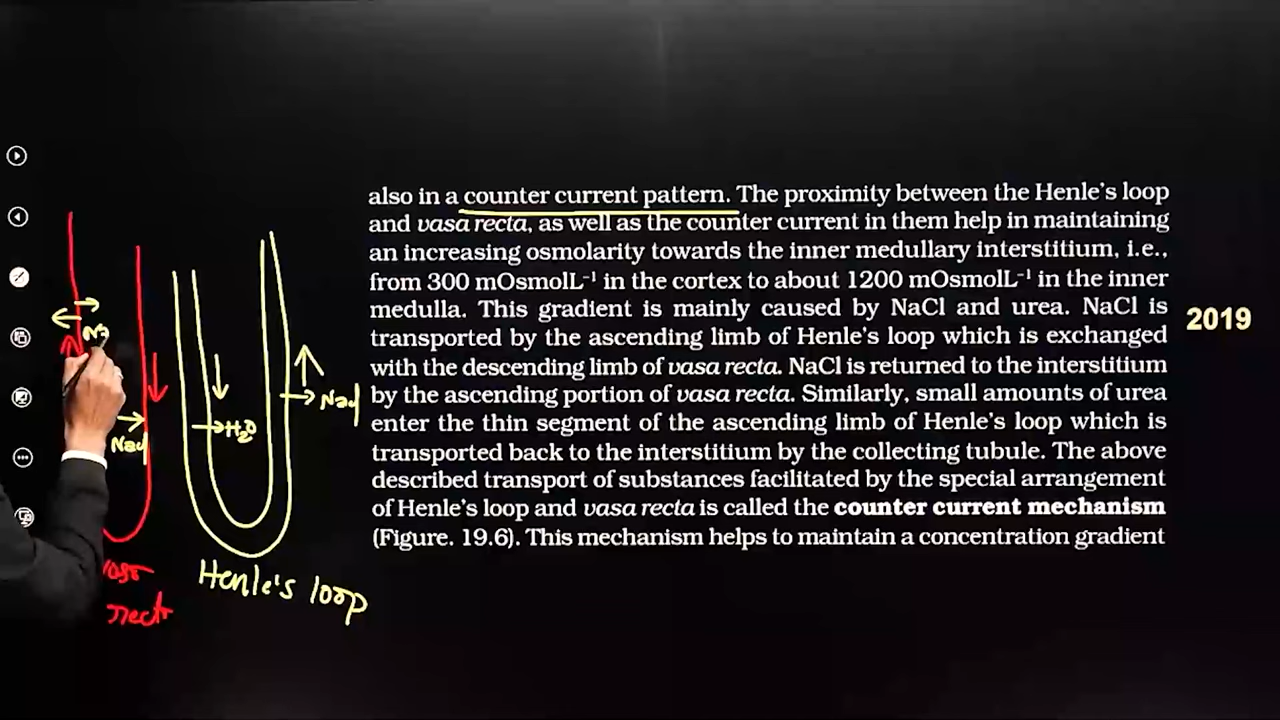 also in a counter current pattern. The proximity between the Henle's loop
and vasa recta, as well as the counter current in them help in maintaining
an increasing osmolarity towards the inner medullary interstitium, i.e.,
from 300 mOsmolL⁻¹ in the cortex to about 1200 mOsmolL⁻¹ in the inner
medulla. This gradient is mainly caused by NaCl and urea. NaCl is
transported by the ascending limb of Henle's loop which is exchanged
with the descending limb of vasa recta. NaCl is returned to the interstitium
by the ascending portion of vasa recta. Similarly, small amounts of urea
enter the thin segment of the ascending limb of Henle's loop which is
transported back to the interstitium by the collecting tubule. The above
described transport of substances facilitated by the special arrangement
of Henle's loop and vasa recta is called the counter current mechanism
(Figure. 19.6). This mechanism helps to maintain a concentration gradient
2019
NaCl
H₂O
NaCl
Henle's loop